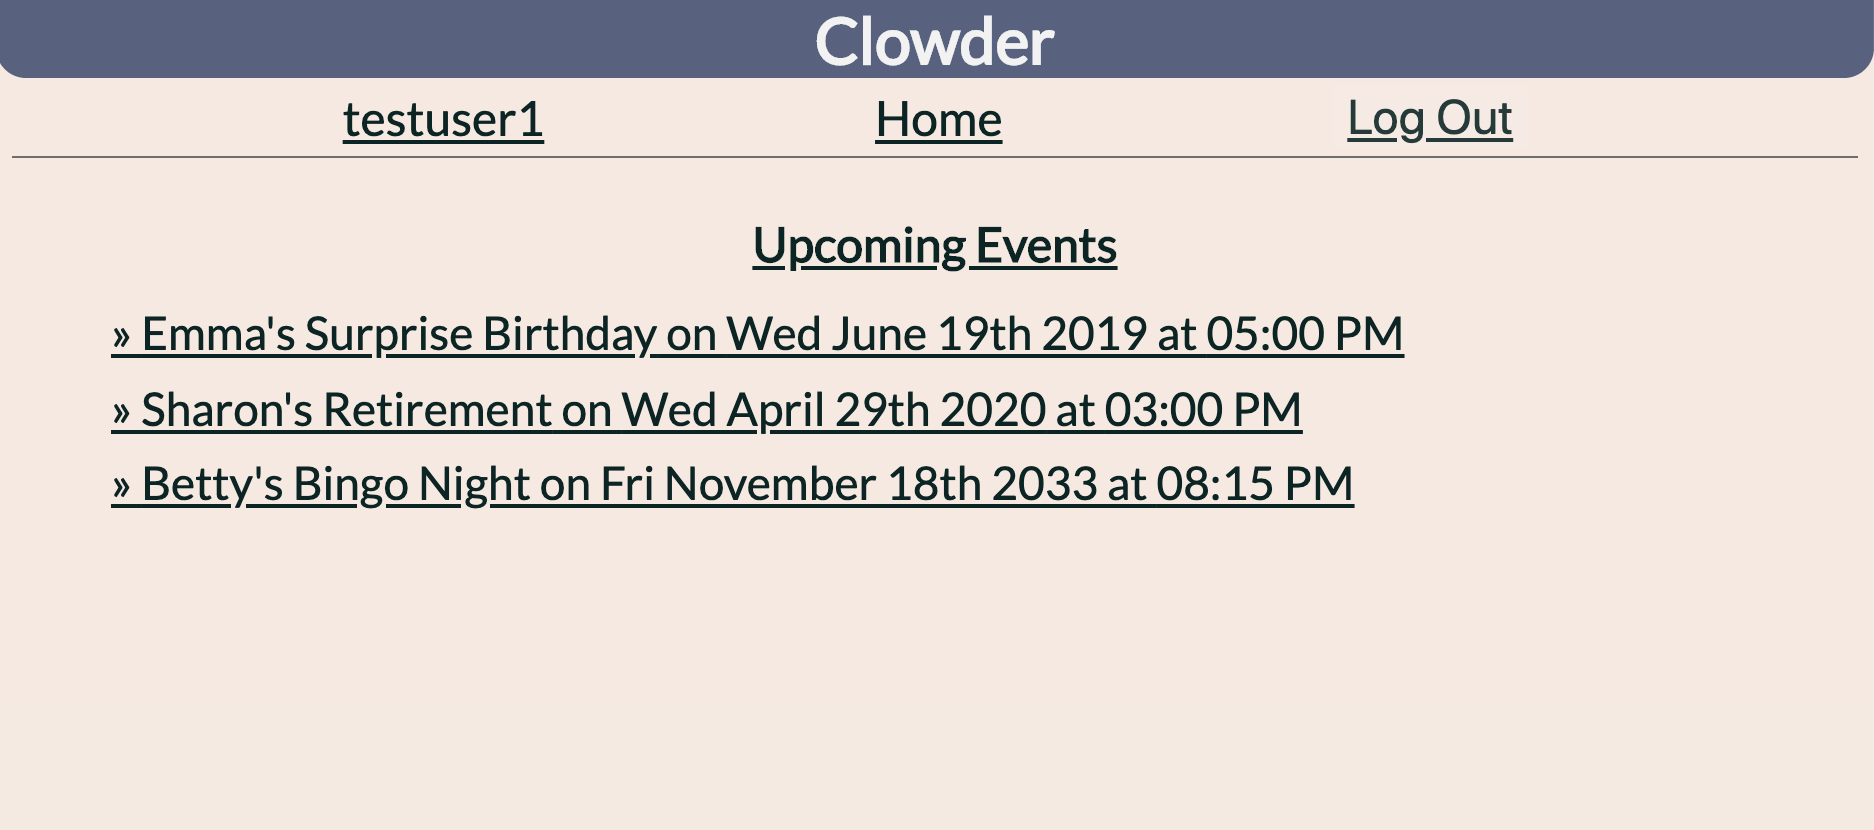 Clowder
testuser1 Home Log Out
Upcoming Events
» Emma's Surprise Birthday on Wed June 19th 2019 at 05:00 PM
» Sharon's Retirement on Wed April 29th 2020 at 03:00 PM
» Betty's Bingo Night on Fri November 18th 2033 at 08:15 PM